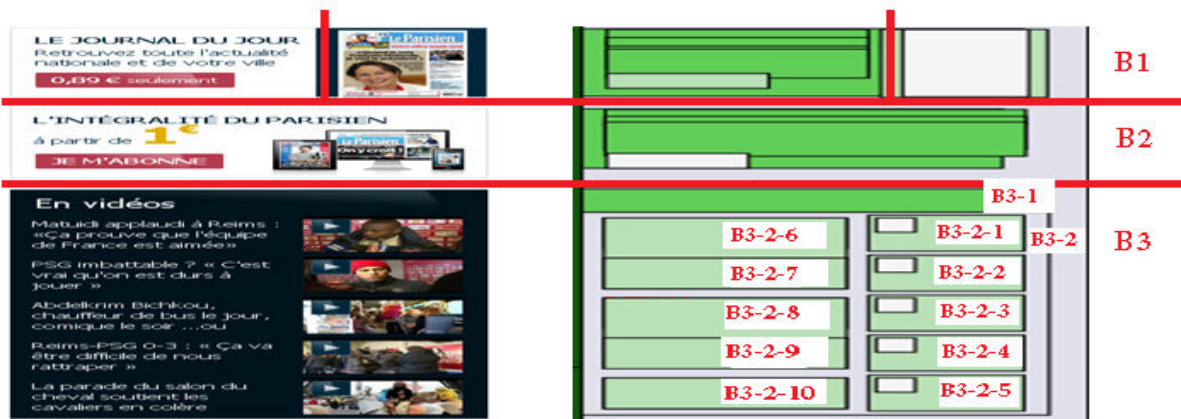 LE JOURNAL DU JOUR
Retrouvez toute l'actualité
nationale et de votre ville
0,89 € seulement
Le Parisien
B1
L'INTÉGRALITÉ DU PARISIEN
à partir de 1€
JE M'ABONNE
Le Parisien
On y croit !
B2
En vidéos
Matuidi applaudi à Reims :
«Ça prouve que l'équipe
de France est aimée»
PSG imbattable ? « C'est
vrai qu'on est durs à
jouer »
Abdelkrim Bichkou,
chauffeur de bus le jour,
comique le soir ...ou
Reims-PSG 0-3 : « Ça va
être difficile de nous
rattraper »
La parade du salon du
cheval soutient les
cavaliers en colère
B3-1
B3-2-6
B3-2-1
B3-2
B3
B3-2-7
B3-2-2
B3-2-8
B3-2-3
B3-2-9
B3-2-4
B3-2-10
B3-2-5